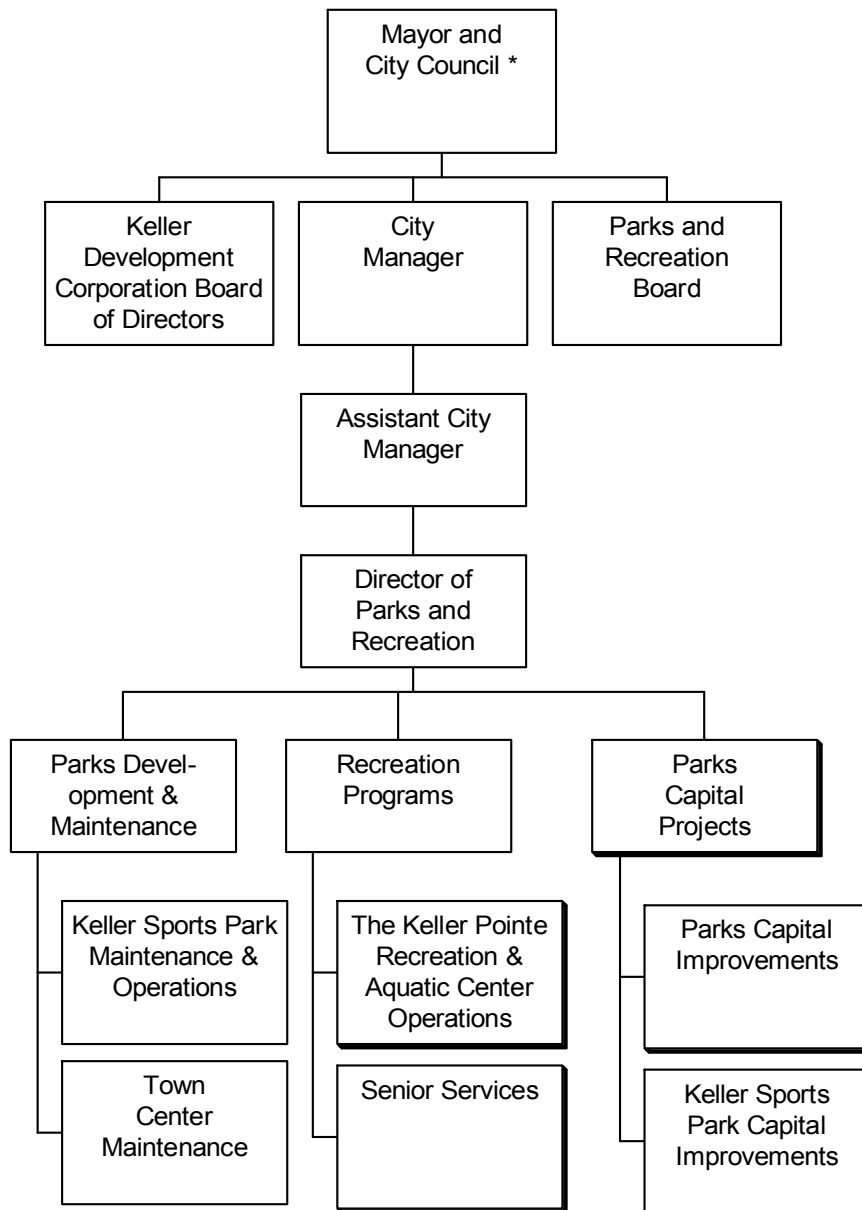 Mayor and
City Council *
Keller
Development
Corporation Board
of Directors
City
Manager
Parks and
Recreation
Board
Assistant City
Manager
Director of
Parks and
Recreation
Parks Devel-
opment &
Maintenance
Recreation
Programs
Parks
Capital
Projects
Keller Sports Park
Maintenance &
Operations
The Keller Pointe
Recreation &
Aquatic Center
Operations
Parks Capital
Improvements
Town
Center
Maintenance
Senior Services
Keller Sports
Park Capital
Improvements